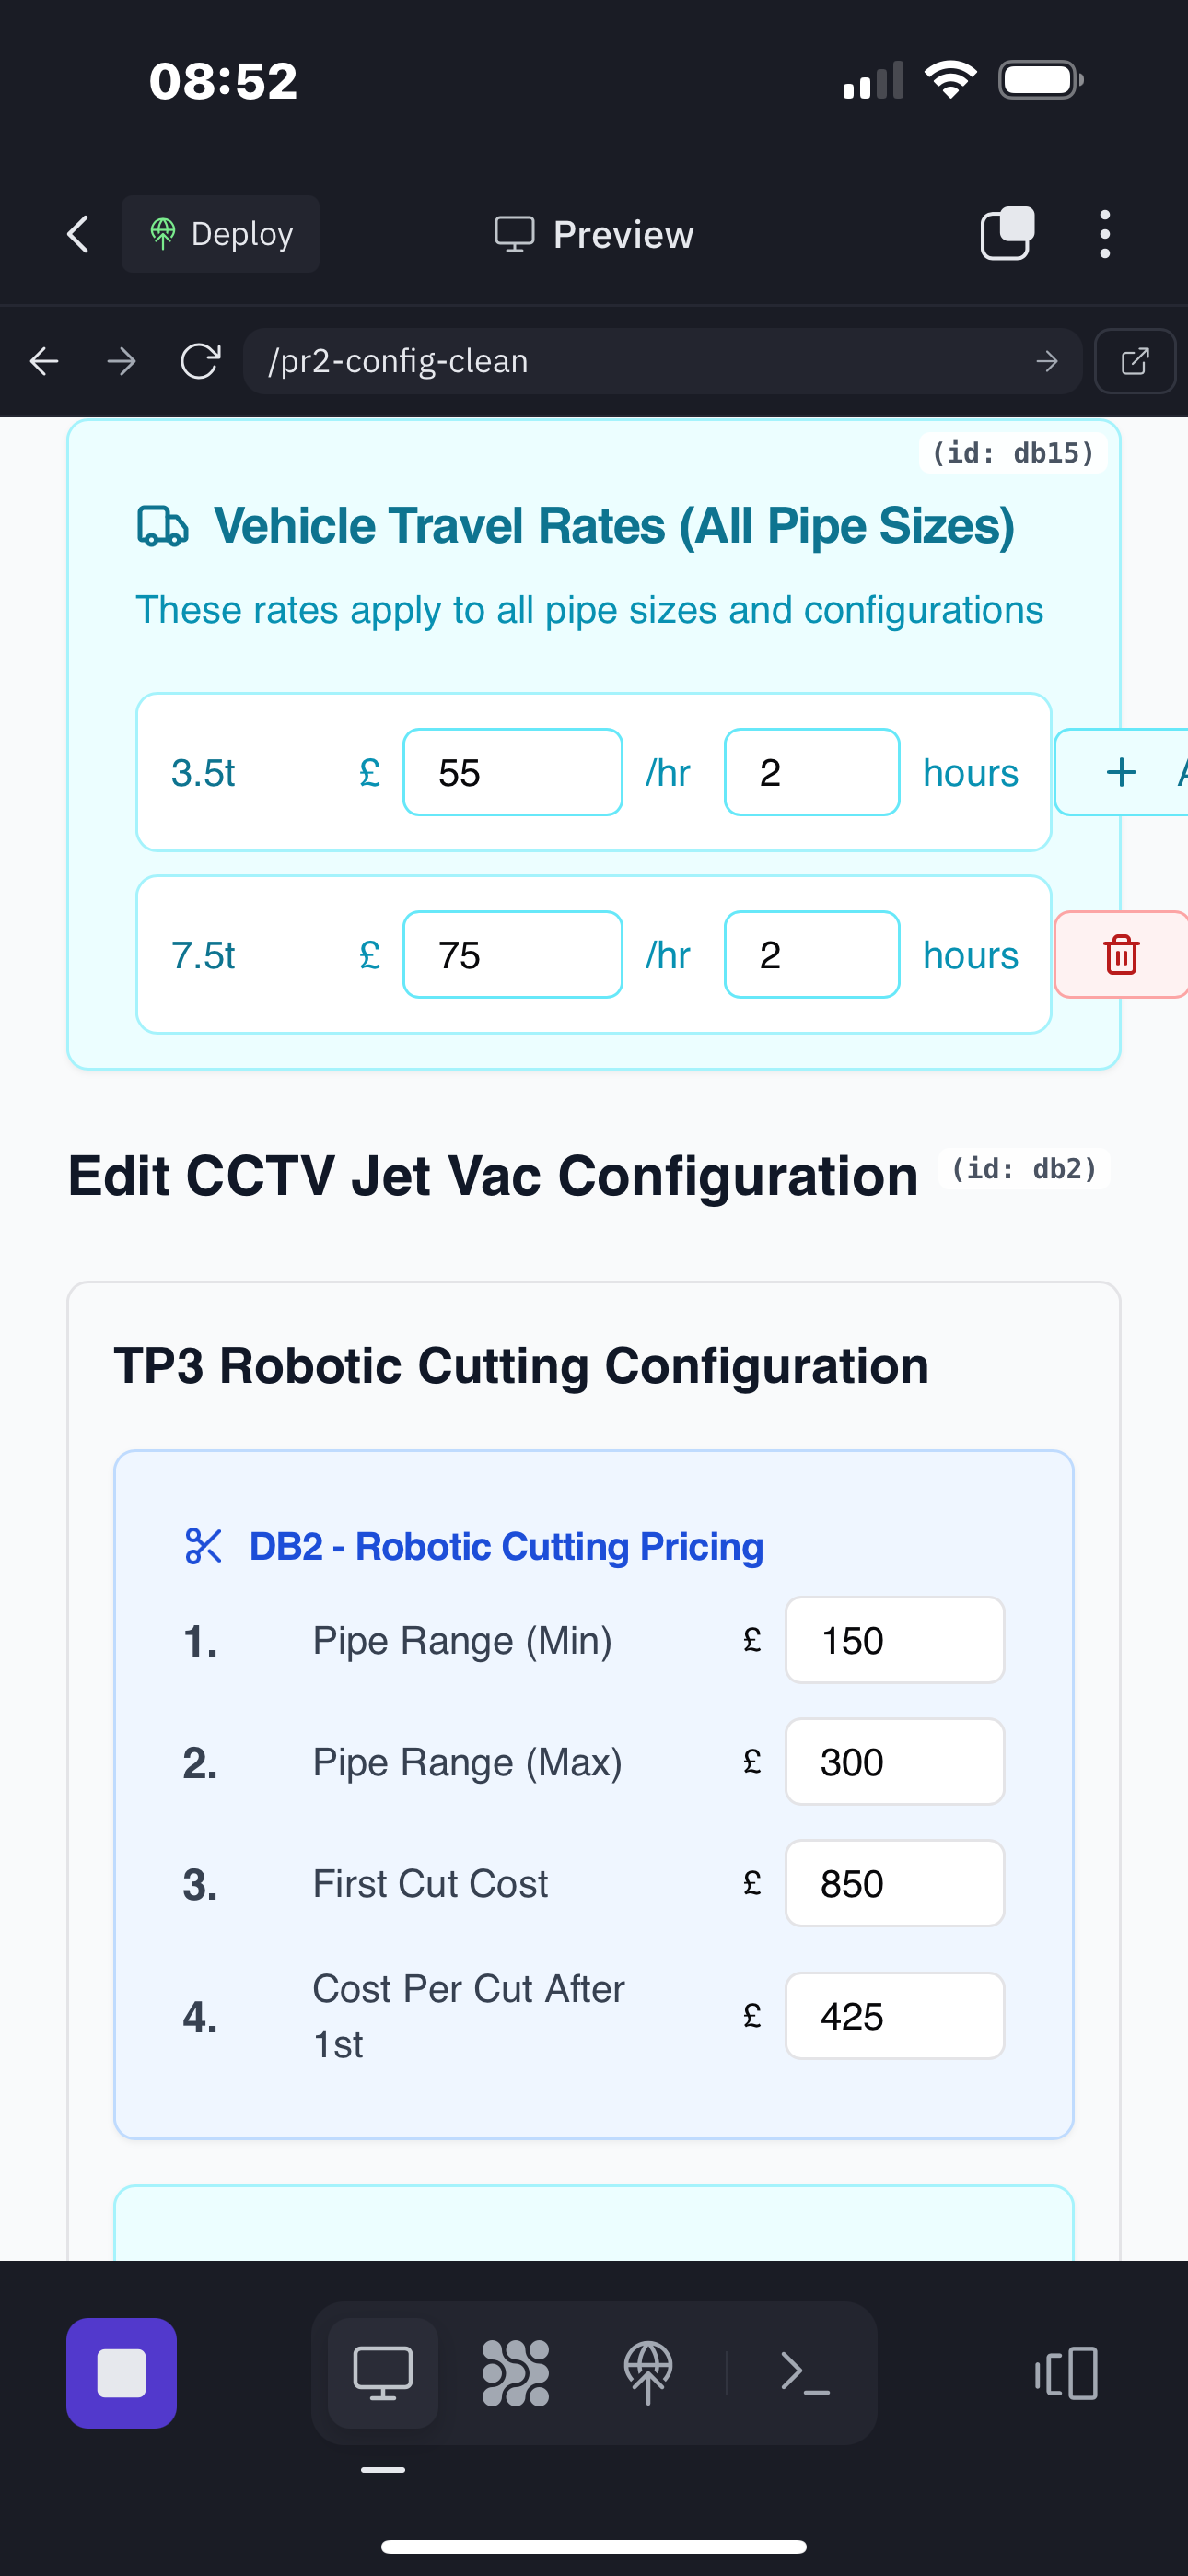 08:52
Deploy
Preview
/pr2-config-clean
(id: db15)
Vehicle Travel Rates (All Pipe Sizes)
These rates apply to all pipe sizes and configurations
3.5t £ 55 /hr 2 hours +
7.5t £ 75 /hr 2 hours
Edit CCTV Jet Vac Configuration (id: db2)
TP3 Robotic Cutting Configuration
DB2 - Robotic Cutting Pricing
1. Pipe Range (Min) £ 150
2. Pipe Range (Max) £ 300
3. First Cut Cost £ 850
4. Cost Per Cut After
1st £ 425